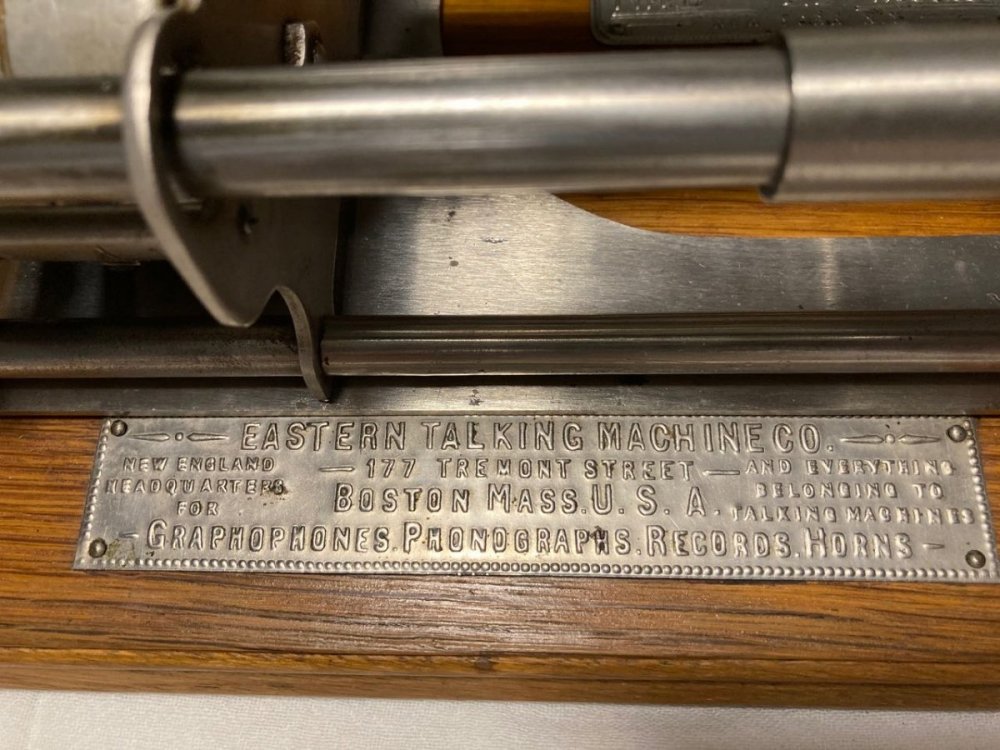 EASTERN TALKING MACHINE CO.
NEW ENGLAND HEADQUARTERS FOR
177 TREMONT STREET
BOSTON MASS. U. S. A.
AND EVERYTHING BELONGING TO TALKING MACHINES
GRAPHOPHONES. PHONOGRAPHS. RECORDS. HORNS